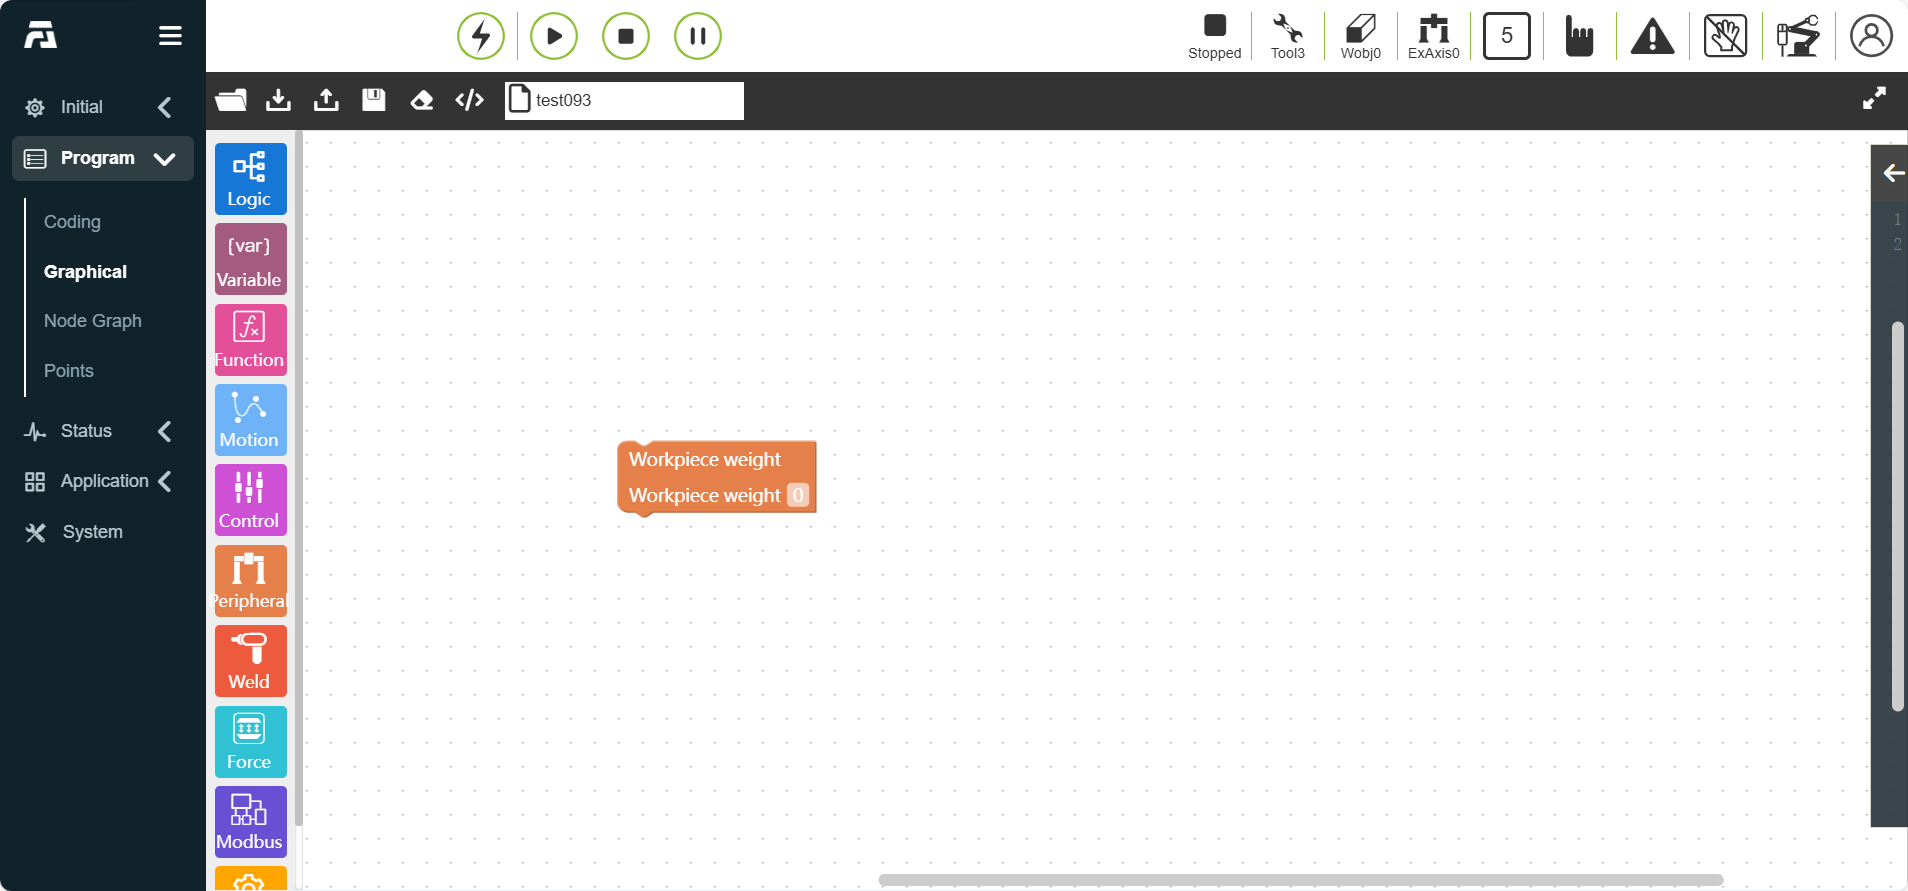 Stopped
Tool3
Wobj0
ExAxis0
5
Initial
Program
Coding
Graphical
Node Graph
Points
Status
Application
System
test093
Logic
{var}
Variable
fx
Function
Motion
Control
Peripheral
Weld
Force
Modbus
Workpiece weight
Workpiece weight 0
1
2